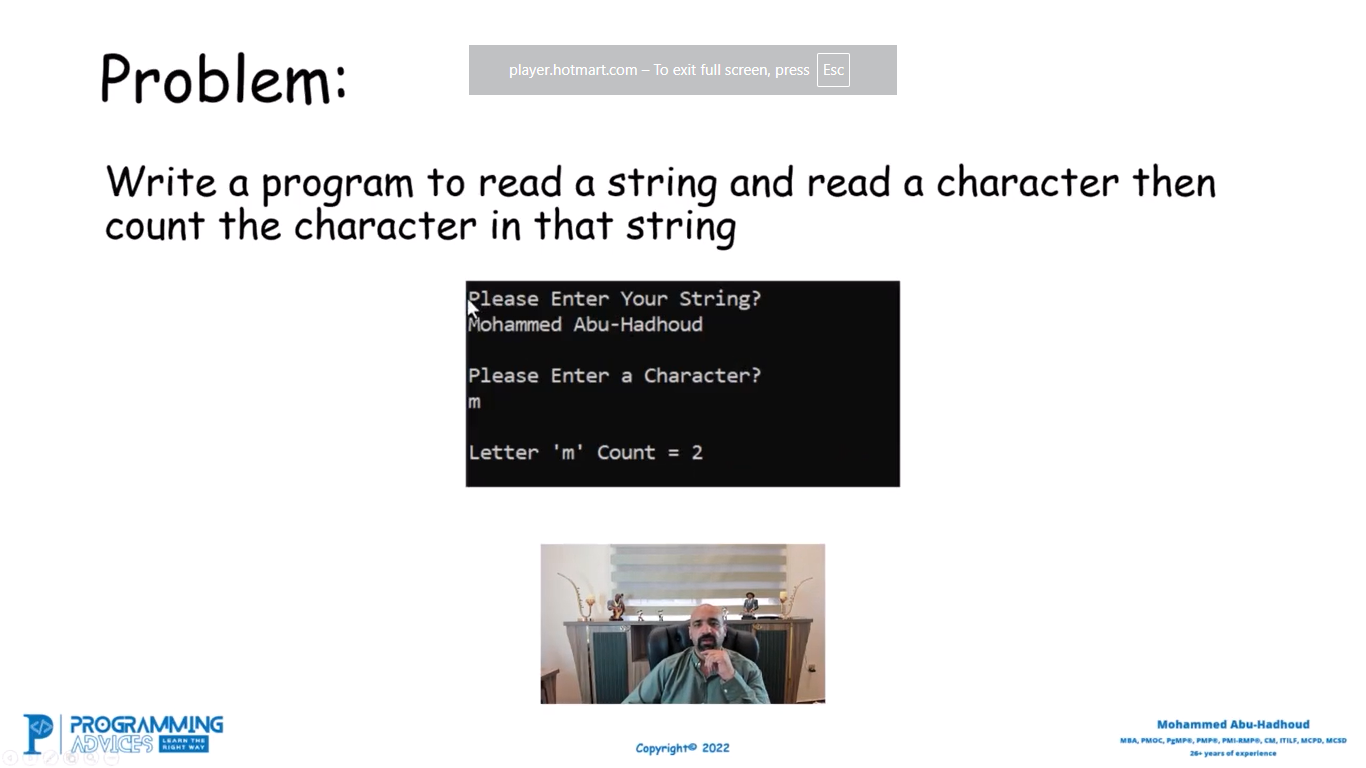 Problem:
player.hotmart.com – To exit full screen, press Esc
Write a program to read a string and read a character then
count the character in that string
Please Enter Your String?
Mohammed Abu-Hadhoud
Please Enter a Character?
m
Letter 'm' Count = 2
PROGRAMMING
ADVICES
LEARN THE
RIGHT WAY
Copyright© 2022
Mohammed Abu-Hadhoud
MBA, PMOC, PgMP®, PMP®, PMI-RMP®, CM, ITILF, MCPD, MCSD
26+ years of experience